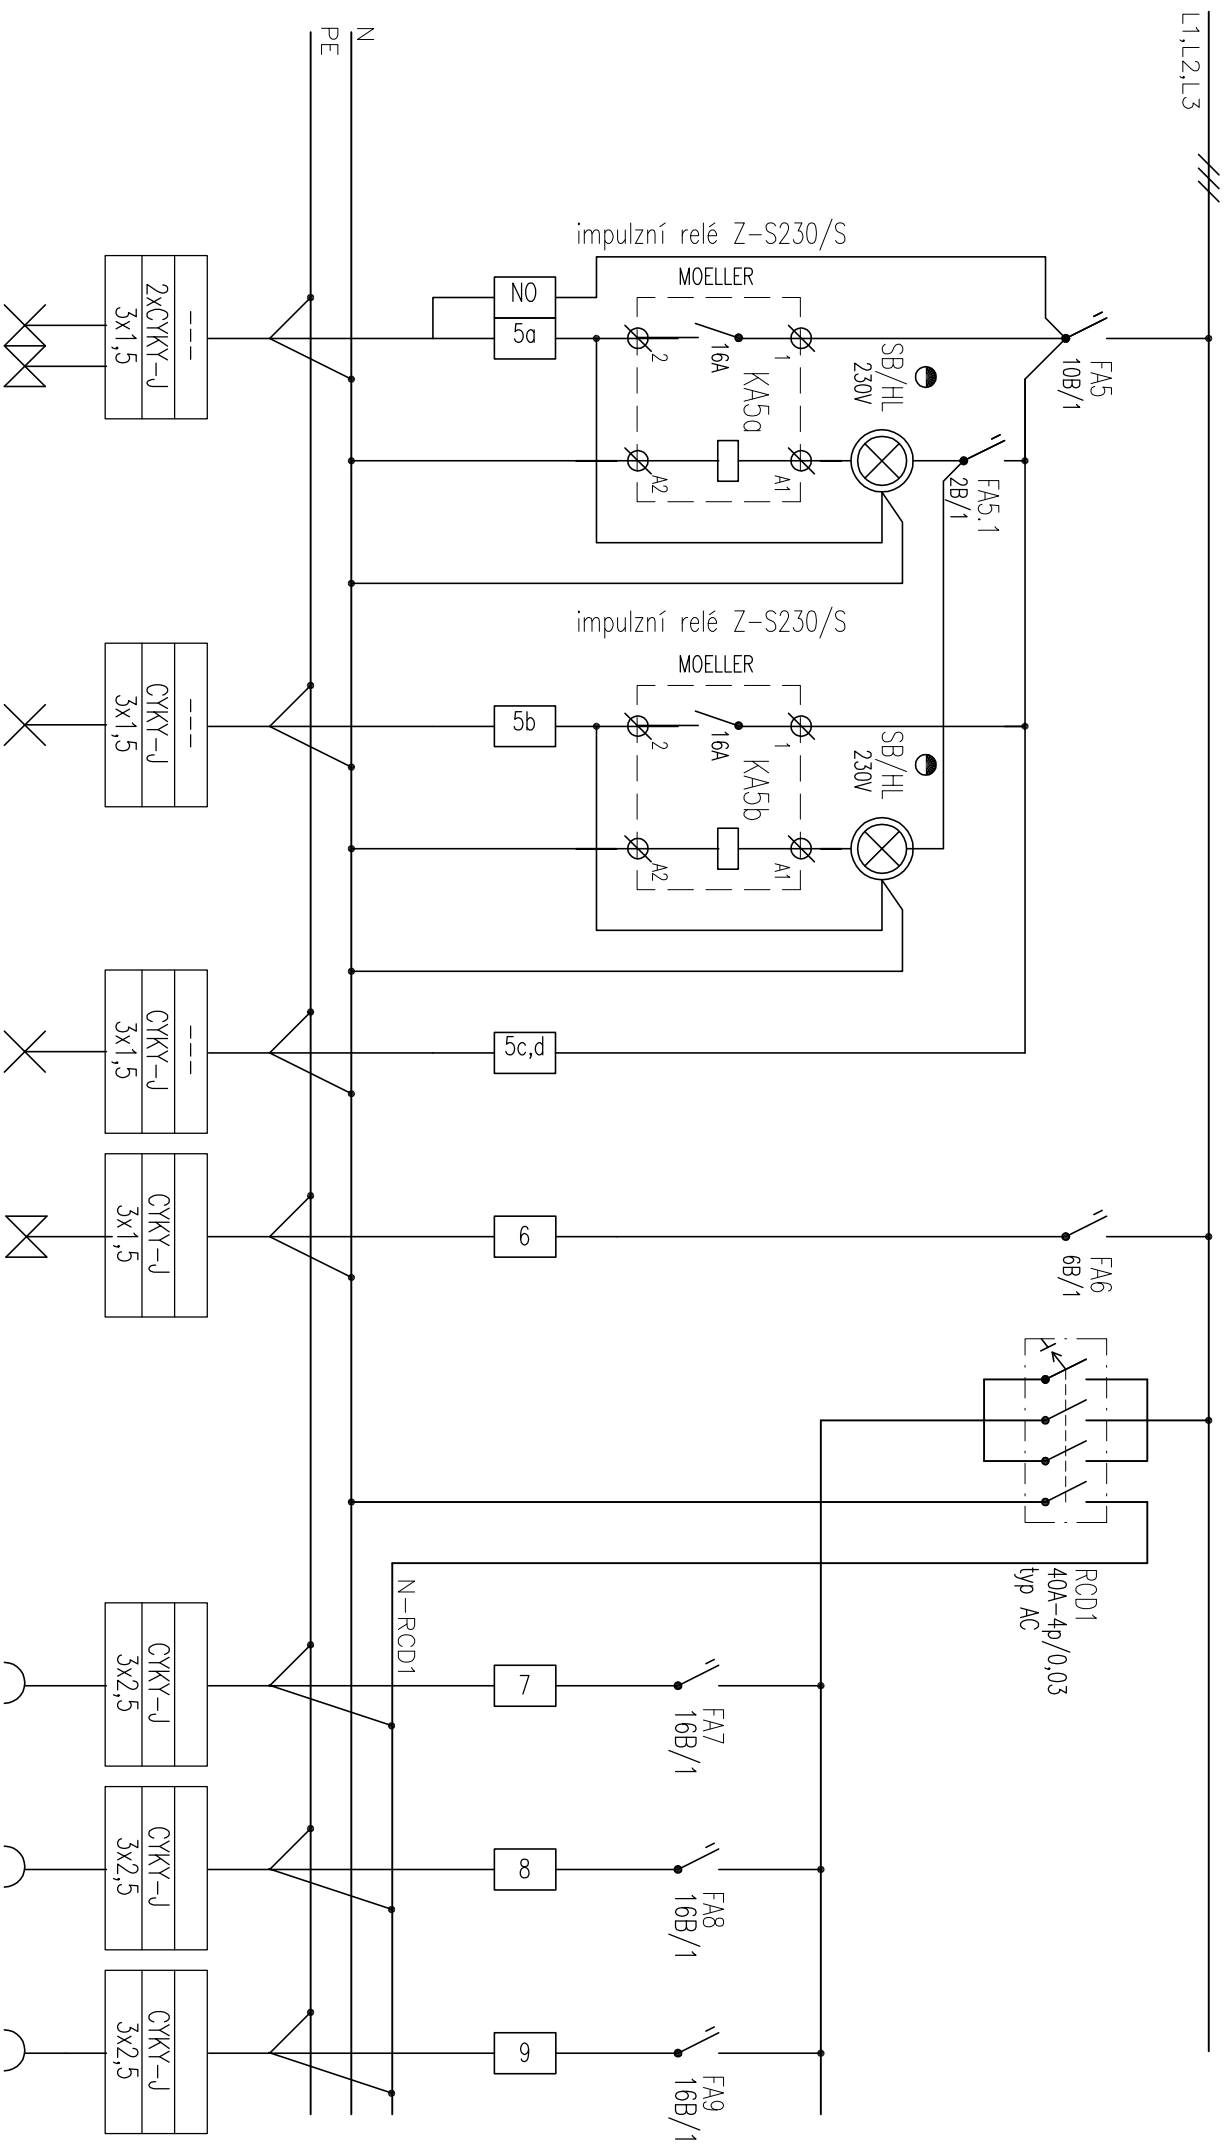 L1,L2,L3
N
PE
impulzní relé Z-S230/S
MOELLER
FA5
10B/1
SB/HL
230V
1
16A
2
KA5a
A1
A2
FA5.1
2B/1
NO
5a
---
2xCYKY-J
3x1,5
impulzní relé Z-S230/S
MOELLER
SB/HL
230V
1
16A
2
KA5b
A1
A2
5b
---
CYKY-J
3x1,5
5c,d
---
CYKY-J
3x1,5
FA6
6B/1
6
CYKY-J
3x1,5
RCD1
40A-4p/0,03
typ AC
N-RCD1
FA7
16B/1
7
CYKY-J
3x2,5
FA8
16B/1
8
CYKY-J
3x2,5
FA9
16B/1
9
CYKY-J
3x2,5